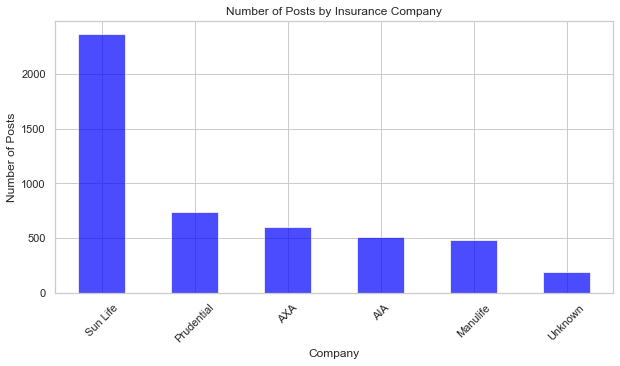 Number of Posts by Insurance Company
Number of Posts
2000
1500
1000
500
0
Sun Life
Prudential
AXA
AIA
Manulife
Unknown
Company